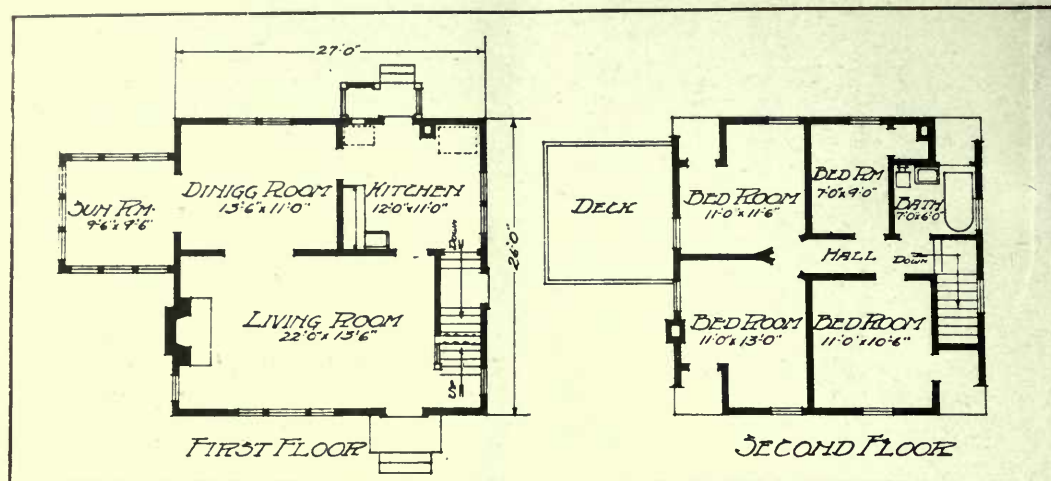 27'0"
DINIGG ROOM
13'6" x 11'0"
KITCHEN
12'0" x 11'0"
SUN RM.
9'6" x 9'6"
DOWN
26'0"
LIVING ROOM
22'0" x 13'6"
UP
FIRST FLOOR
DECK
BED ROOM
11'0" x 11'6"
BED RM
7'0" x 9'0"
BATH
7'0" x 6'0"
HALL
DOWN
BED ROOM
11'0" x 13'0"
BED ROOM
11'0" x 10'6"
SECOND FLOOR